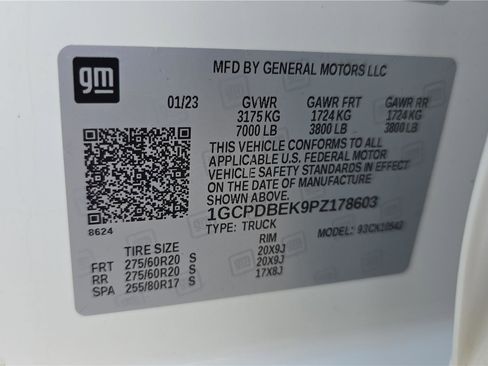 gm
MFD BY GENERAL MOTORS LLC
01/23 GVWR GAWR FRT GAWR RR
3175 KG 1724 KG 1724 KG
7000 LB 3800 LB 3800 LB
THIS VEHICLE CONFORMS TO ALL
APPLICABLE U.S. FEDERAL MOTOR
VEHICLE SAFETY STANDARDS IN EFFECT
ON THE DATE OF MANUFACTURE
SHOWN ABOVE.
8624
1GCPDBEK9PZ178603
TYPE: TRUCK MODEL:
TIRE SIZE RIM
FRT 275/60R20 S 20X9J
RR 275/60R20 S 20X9J
SPA 255/80R17 S 17X8J